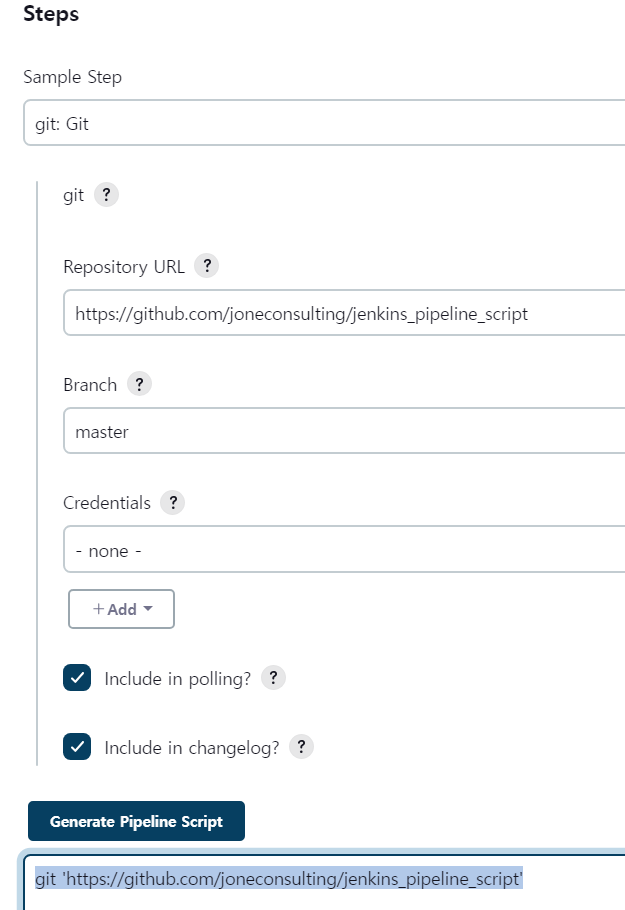 Steps
Sample Step
git: Git
git ?
Repository URL ?
https://github.com/joneconsulting/jenkins_pipeline_script
Branch ?
master
Credentials ?
- none -
+ Add
Include in polling? ?
Include in changelog? ?
Generate Pipeline Script
git 'https://github.com/joneconsulting/jenkins_pipeline_script'